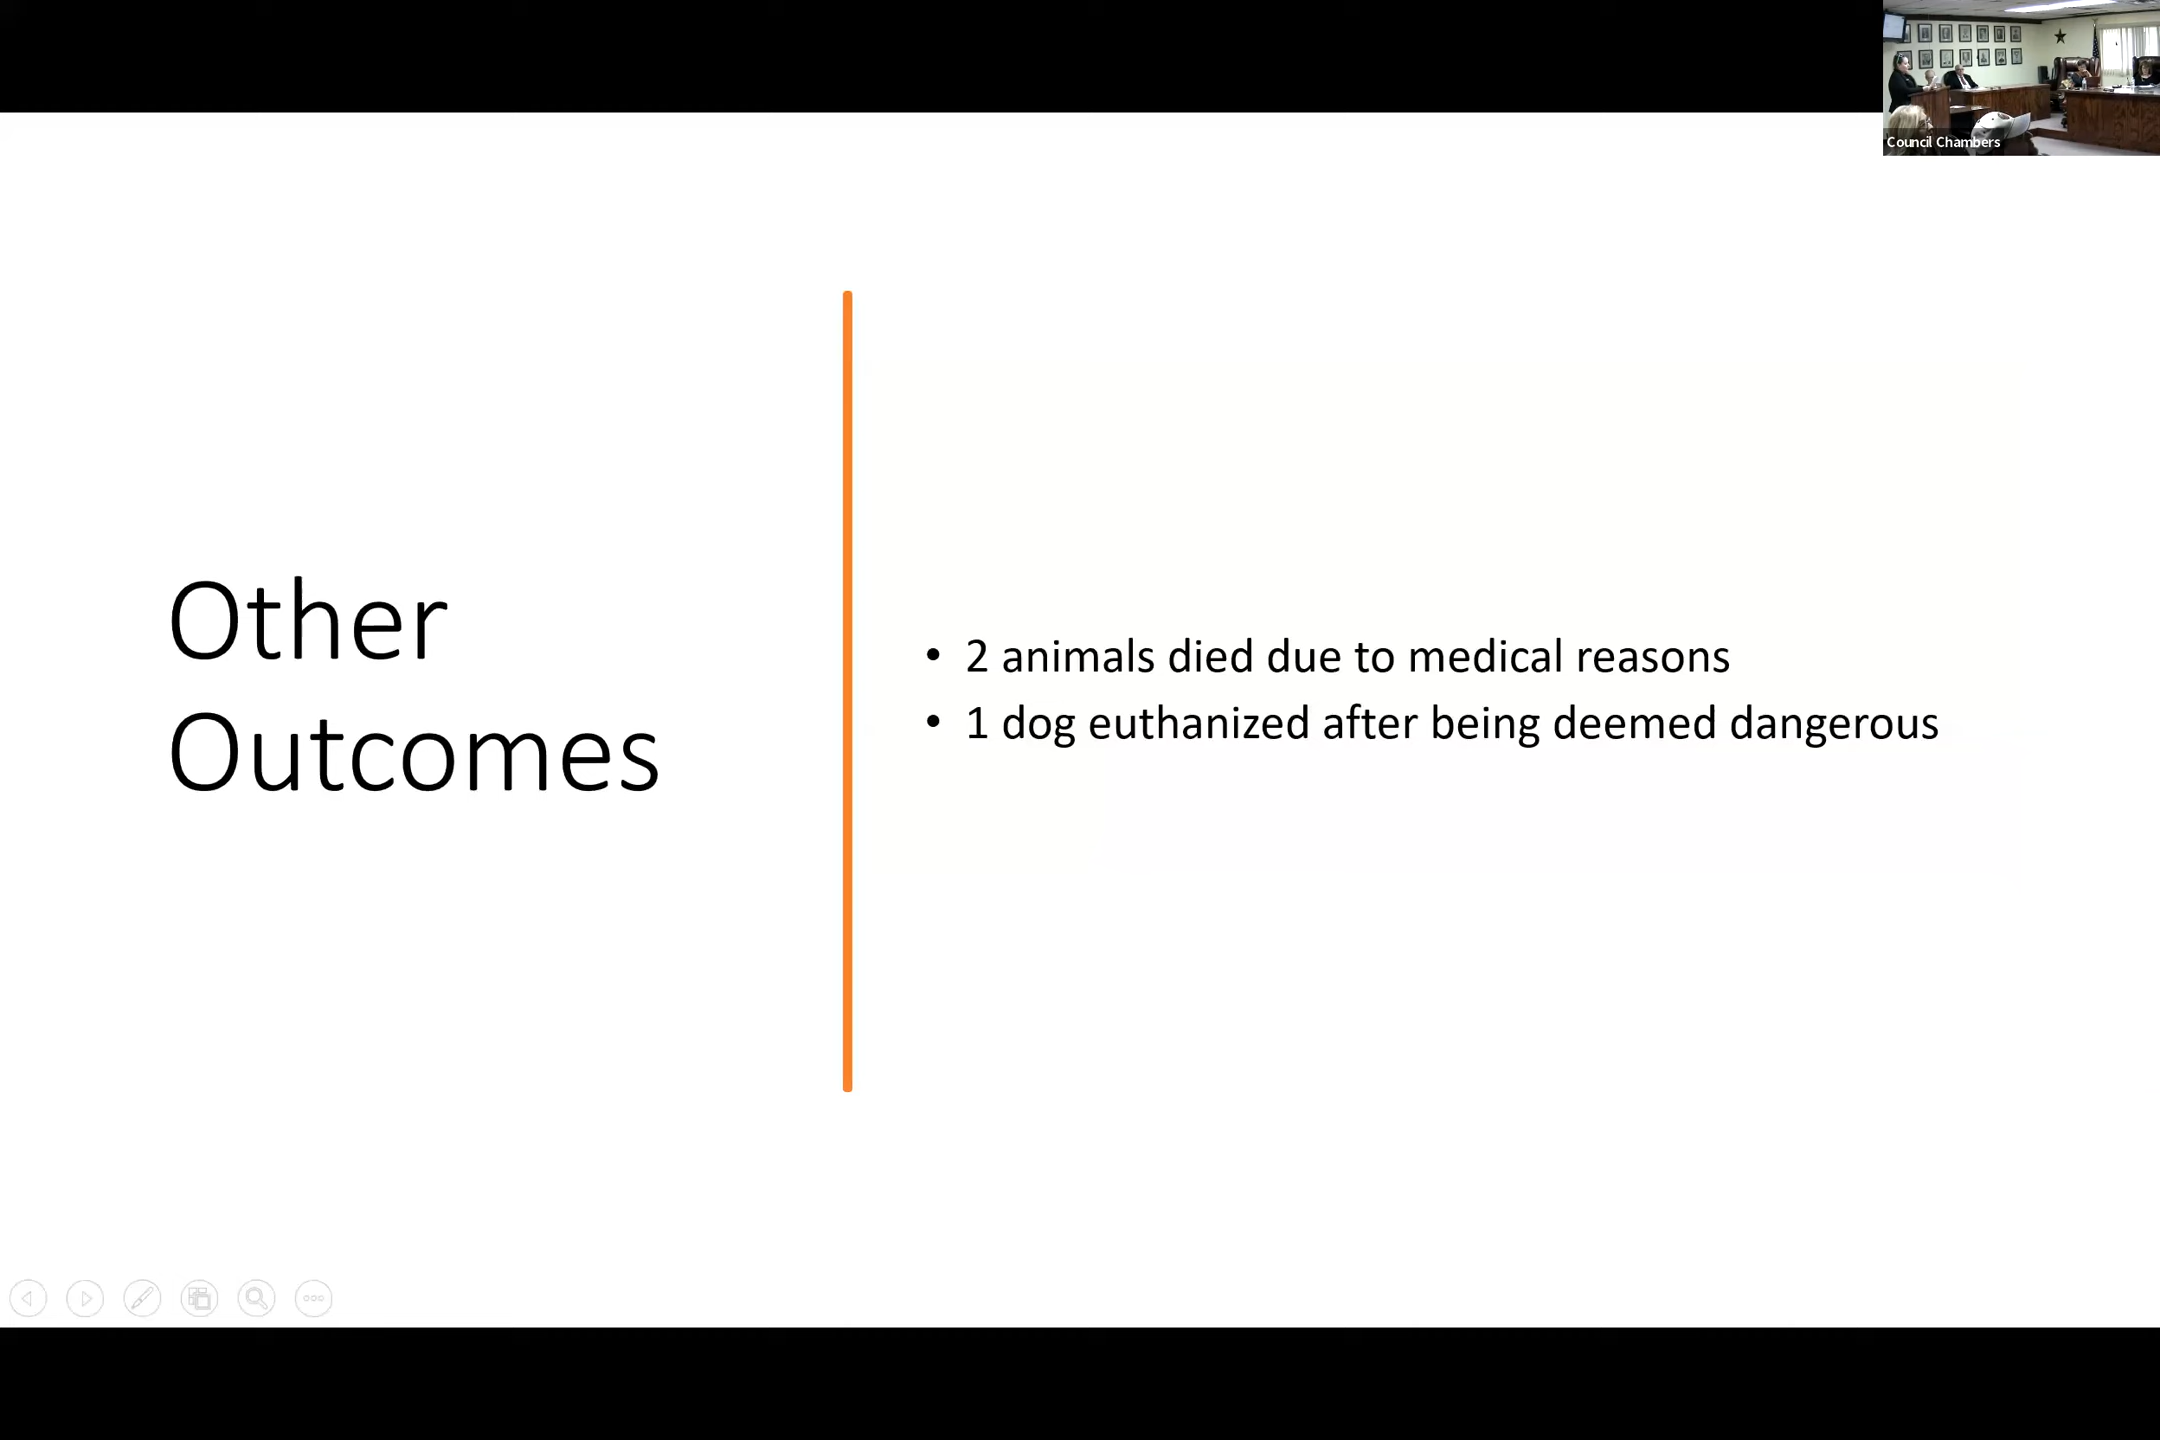 Council Chambers
Other
Outcomes
• 2 animals died due to medical reasons
• 1 dog euthanized after being deemed dangerous